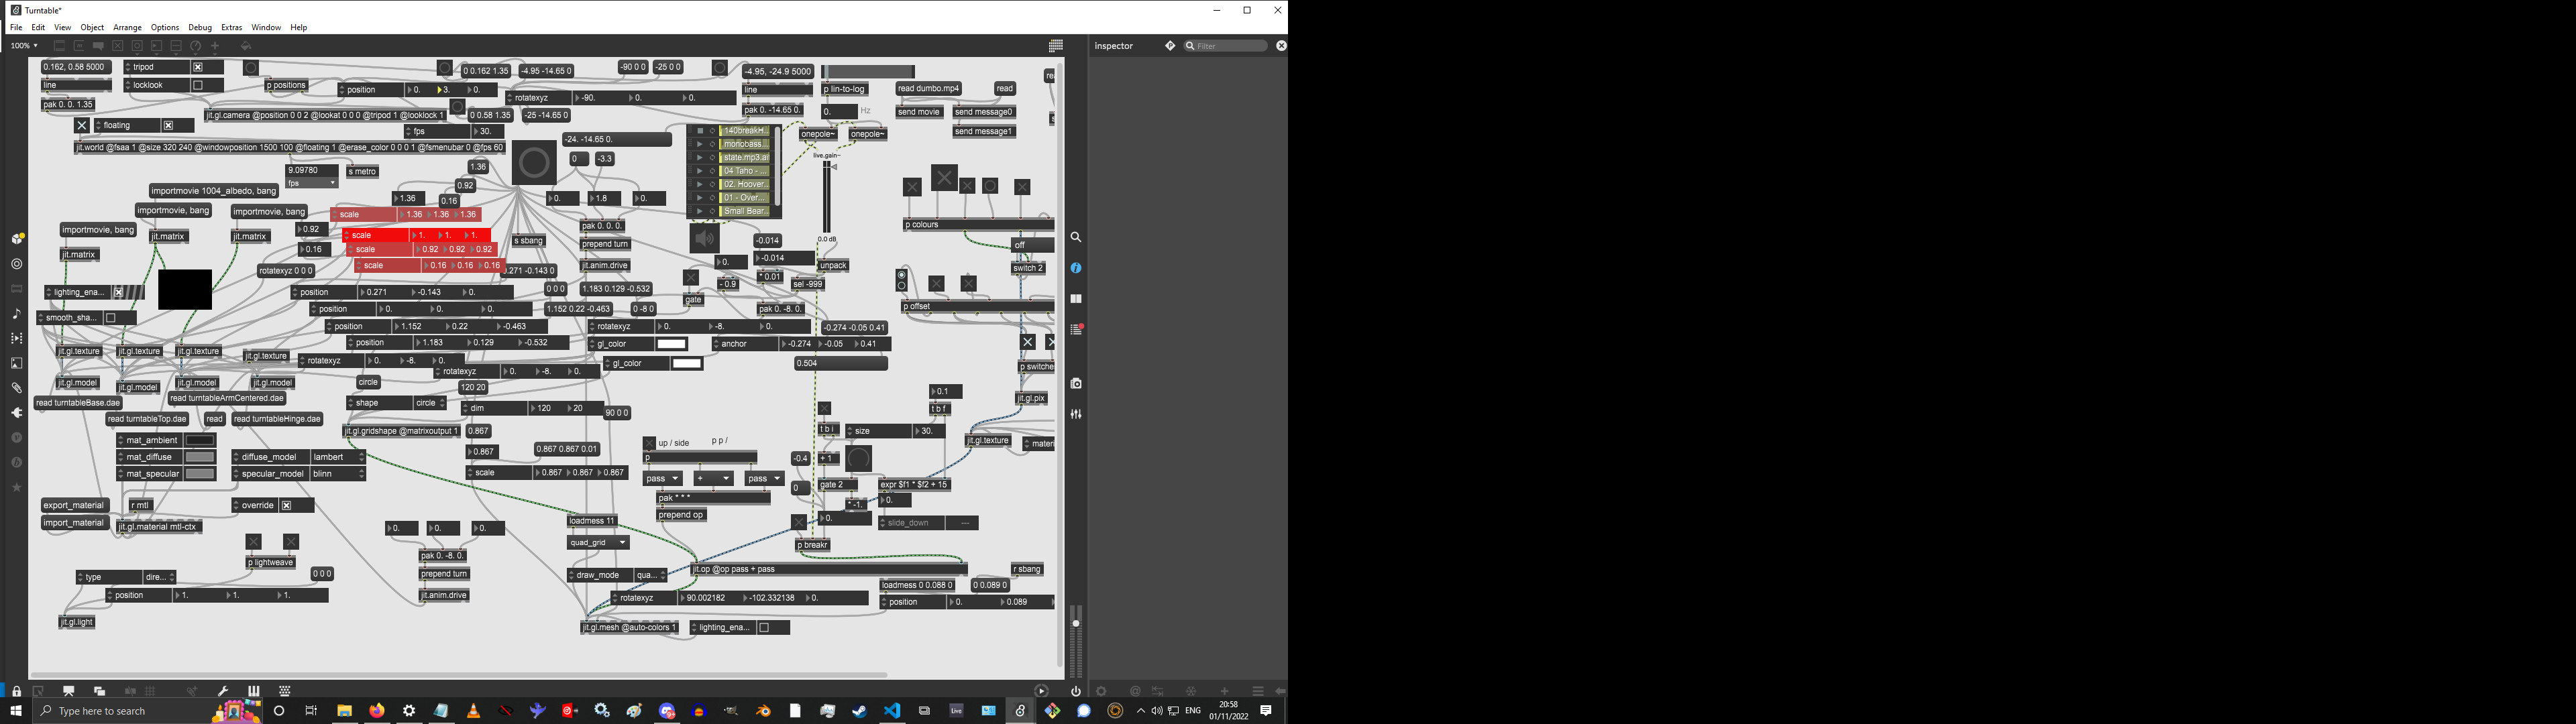 Turntable*
File Edit View Object Arrange Options Debug Extras Window Help
100%
inspector
Filter
0.162, 0.58 5000
tripod
0 0.162 1.35
-4.95 -14.65 0
-90 0 0
-25 0 0
-4.95, -24.9 5000
line
locklook
p positions
position 0. 3. 0.
rotatexyz -90. 0. 0.
line
p lin-to-log
read dumbo.mp4
read
pak 0. 0. 1.35
jit.gl.camera @position 0 0 2 @lookat 0 0 0 @tripod 1 @looklock 1
0 0.58 1.35
-25 -14.65 0
pak 0. -14.65 0.
0.
Hz
send movie
send message0
floating
fps 30.
140breakH...
onepole~
onepole~
send message1
jit.world @fsaa 1 @size 320 240 @windowposition 1500 100 @floating 1 @erase_color 0 0 0 1 @fsmenubar 0 @fps 60
-24. -14.65 0.
monobass...
state.mp3.ai
live.gain~
9.09780
fps
s metro
1.36
0
-3.3
04 Taho - ...
importmovie 1004_albedo, bang
0.92
02. Hoover...
1.36
0.16
0.
1.8
0.
01 - Over...
importmovie, bang
importmovie, bang
scale 1.36 1.36 1.36
Small Bear...
importmovie, bang
0.92
pak 0. 0. 0.
p colours
jit.matrix
jit.matrix
scale 1. 1. 1.
s sbang
prepend turn
-0.014
0.0 dB
off
jit.matrix
0.16
scale 0.92 0.92 0.92
-0.014
scale 0.16 0.16 0.16
jit.anim.drive
0.
unpack
switch 2
rotatexyz 0 0 0
0.271 -0.143 0
* 0.01
- 0.9
sel -999
lighting_ena...
position 0.271 -0.143 0.
0 0 0
1.183 0.129 -0.532
gate
position 0. 0. 0.
1.152 0.22 -0.463
0 -8 0
pak 0. -8. 0.
p offset
smooth_sha...
position 1.152 0.22 -0.463
rotatexyz 0. -8. 0.
-0.274 -0.05 0.41
position 1.183 0.129 -0.532
gl_color
anchor -0.274 -0.05 0.41
jit.gl.texture
jit.gl.texture
jit.gl.texture
jit.gl.texture
rotatexyz 0. -8. 0.
gl_color
0.504
p switche
rotatexyz 0. -8. 0.
jit.gl.model
jit.gl.model
jit.gl.model
jit.gl.model
circle
120 20
0.1
read turntableBase.dae
read turntableArmCentered.dae
shape circle
dim 120 20
90 0 0
t b f
jit.gl.pix
read turntableTop.dae
read
read turntableHinge.dae
jit.gl.gridshape @matrixoutput 1
0.867
t b i
size 30.
mat_ambient
0.867
0.867 0.867 0.01
up / side
p p /
jit.gl.texture
materi
mat_diffuse
diffuse_model lambert
p
-0.4
+ 1
mat_specular
specular_model blinn
scale 0.867 0.867 0.867
pass
+
pass
gate 2
expr $f1 * $f2 + 15
0
pak * * *
* -1.
0.
export_material
r mtl
override
prepend op
0.
import_material
jit.gl.material mtl-ctx
0.
0.
0.
loadmess 11
slide_down
quad_grid
p breakr
pak 0. -8. 0.
p lightweave
type dire...
0 0 0
prepend turn
draw_mode qua...
jit.op @op pass + pass
r sbang
loadmess 0 0.088 0
0 0.089 0
position 1. 1. 1.
jit.anim.drive
rotatexyz 90.002182 -102.332138 0.
position 0. 0.089
jit.gl.light
jit.gl.mesh @auto-colors 1
lighting_ena...
Type here to search
Live
ENG
20:58
01/11/2022